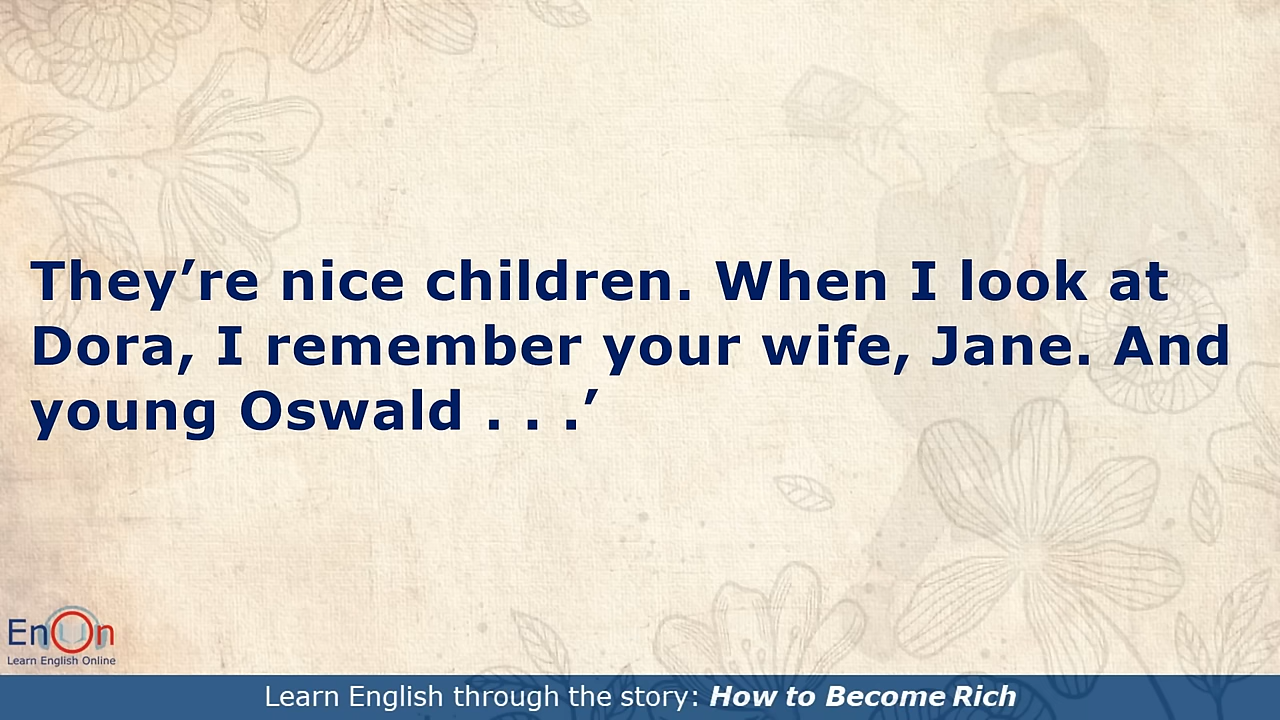 They’re nice children. When I look at
Dora, I remember your wife, Jane. And
young Oswald . . .’
EnOn
Learn English Online
Learn English through the story: How to Become Rich